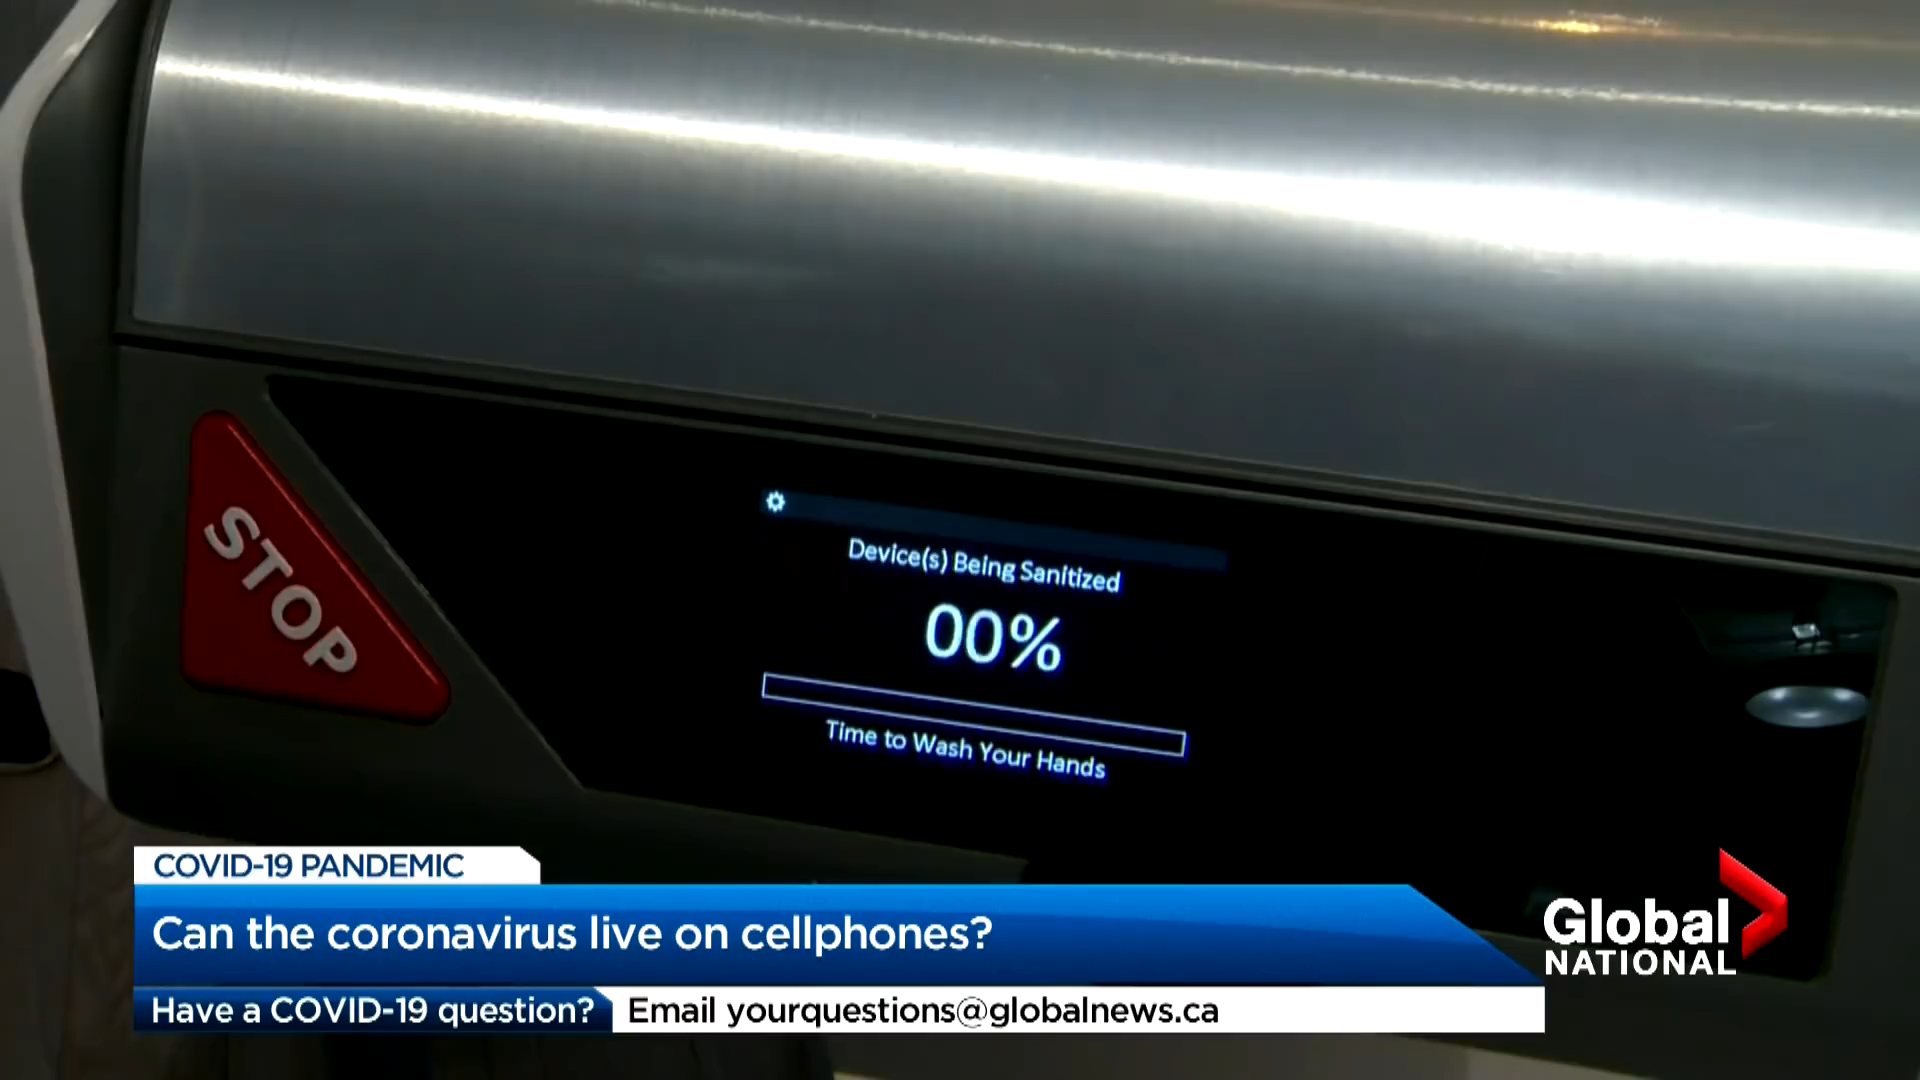 STOP
Device(s) Being Sanitized
00%
Time to Wash Your Hands
COVID-19 PANDEMIC
Can the coronavirus live on cellphones?
Global
NATIONAL
Have a COVID-19 question?
Email yourquestions@globalnews.ca